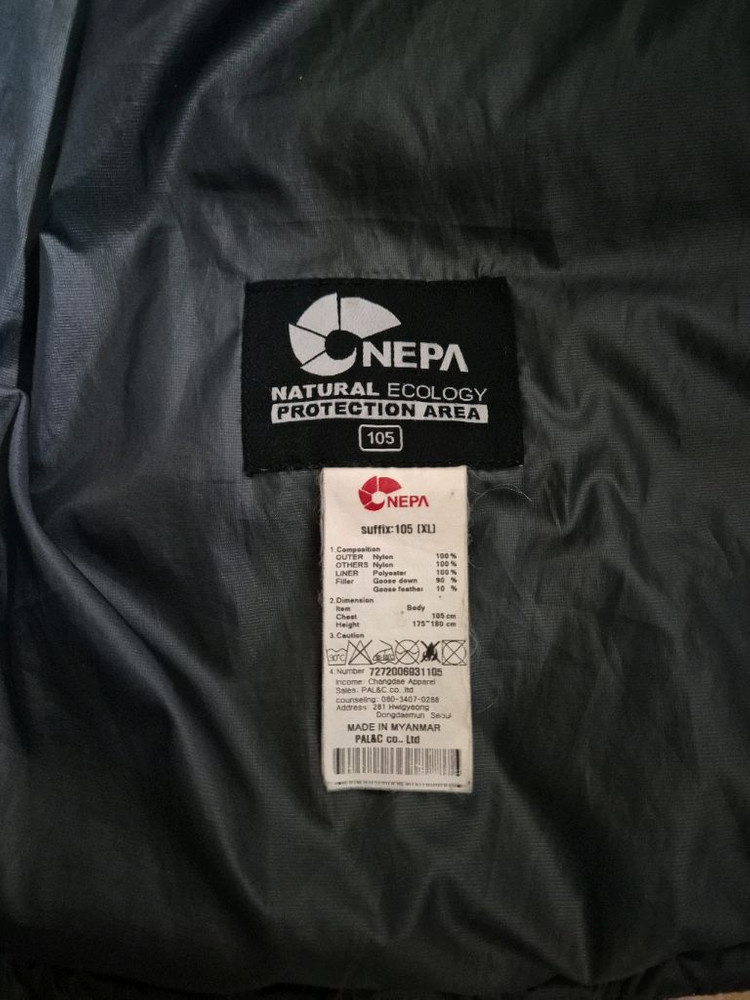 NEPA
NATURAL ECOLOGY
PROTECTION AREA
105
NEPA
suffix:105 (XL)
1.Composition
OUTER Nylon 100 %
OTHERS Nylon 100 %
LINER Polyester 100 %
Filler Goose down 90 %
Goose feather 10 %
2.Dimension
Item Body
Chest 105 cm
Height 175~180 cm
3.Caution
30°C
4.Number 7272006931105
Income: Changdae Apparel
Sales: PAL&C co.,ltd
counseling: 080-3407-0288
Address: 281 Hwigyeong
Dongdaemun Seoul
MADE IN MYANMAR
PAL&C co., Ltd